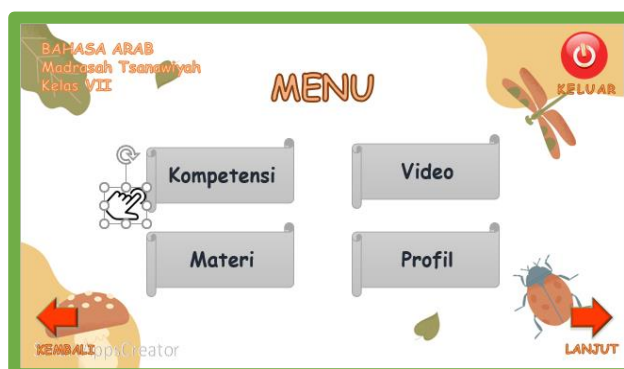 BAHASA ARAB
Madrasah Tsanawiyah
Kelas VII
MENU
KELUAR
Kompetensi
Video
Materi
Profil
KEMBALI
LANJUT